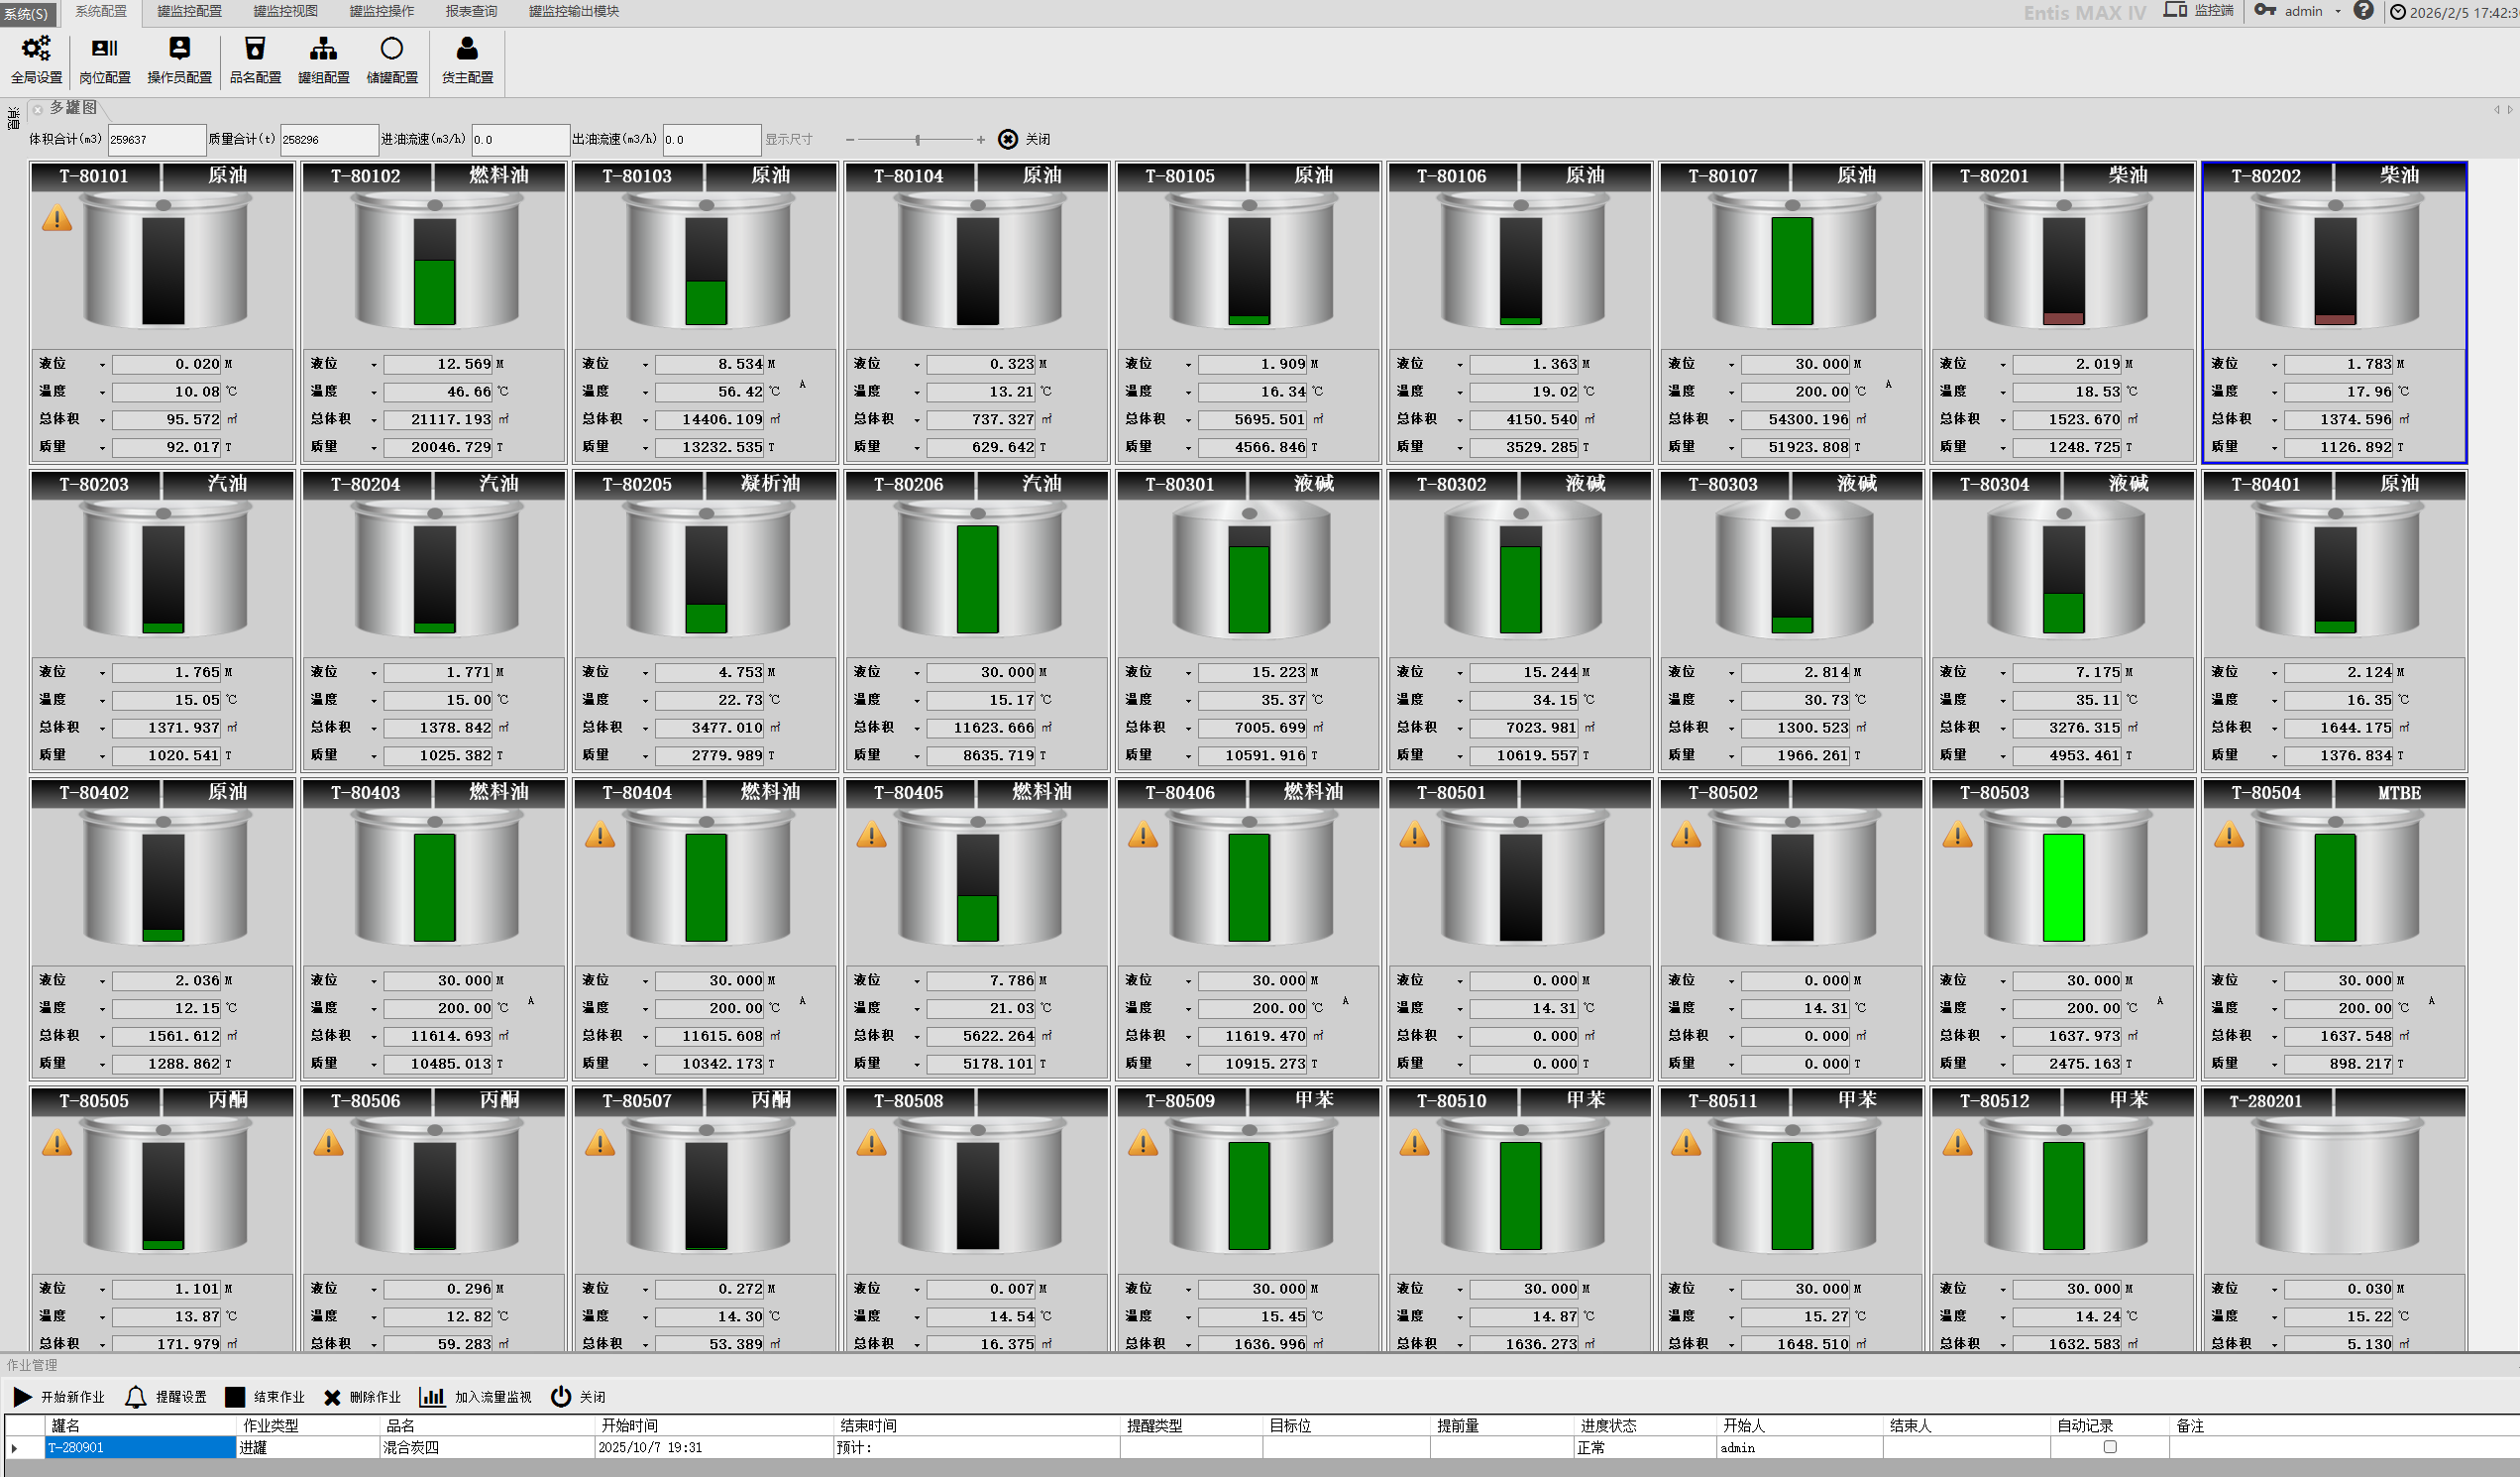 系统(S) 系统配置 罐监控配置 罐监控视图 罐监控操作 报表查询 罐监控输出模块 Entis MAX IV 监控端 admin 2026/2/5 17:42:3
全局设置 岗位配置 操作员配置 品名配置 罐组配置 储罐配置 货主配置
消息 多罐图
体积合计(m3) 259637 质量合计(t) 258296 进油流速(m3/h) 0.0 出油流速(m3/h) 0.0 显示尺寸 − + 关闭
T-80101 原油 T-80102 燃料油 T-80103 原油 T-80104 原油 T-80105 原油 T-80106 原油 T-80107 原油 T-80201 柴油 T-80202 柴油
液位 0.020 M 液位 12.569 M 液位 8.534 M 液位 0.323 M 液位 1.909 M 液位 1.363 M 液位 30.000 M 液位 2.019 M 液位 1.783 M
温度 10.08 ℃ 温度 46.66 ℃ 温度 56.42 ℃ A 温度 13.21 ℃ 温度 16.34 ℃ 温度 19.02 ℃ 温度 200.00 ℃ A 温度 18.53 ℃ 温度 17.96 ℃
总体积 95.572 ㎥ 总体积 21117.193 ㎥ 总体积 14406.109 ㎥ 总体积 737.327 ㎥ 总体积 5695.501 ㎥ 总体积 4150.540 ㎥ 总体积 54300.196 ㎥ 总体积 1523.670 ㎥ 总体积 1374.596 ㎥
质量 92.017 T 质量 20046.729 T 质量 13232.535 T 质量 629.642 T 质量 4566.846 T 质量 3529.285 T 质量 51923.808 T 质量 1248.725 T 质量 1126.892 T
T-80203 汽油 T-80204 汽油 T-80205 凝析油 T-80206 汽油 T-80301 液碱 T-80302 液碱 T-80303 液碱 T-80304 液碱 T-80401 原油
液位 1.765 M 液位 1.771 M 液位 4.753 M 液位 30.000 M 液位 15.223 M 液位 15.244 M 液位 2.814 M 液位 7.175 M 液位 2.124 M
温度 15.05 ℃ 温度 15.00 ℃ 温度 22.73 ℃ 温度 15.17 ℃ 温度 35.37 ℃ 温度 34.15 ℃ 温度 30.73 ℃ 温度 35.11 ℃ 温度 16.35 ℃
总体积 1371.937 ㎥ 总体积 1378.842 ㎥ 总体积 3477.010 ㎥ 总体积 11623.666 ㎥ 总体积 7005.699 ㎥ 总体积 7023.981 ㎥ 总体积 1300.523 ㎥ 总体积 3276.315 ㎥ 总体积 1644.175 ㎥
质量 1020.541 T 质量 1025.382 T 质量 2779.989 T 质量 8635.719 T 质量 10591.916 T 质量 10619.557 T 质量 1966.261 T 质量 4953.461 T 质量 1376.834 T
T-80402 原油 T-80403 燃料油 T-80404 燃料油 T-80405 燃料油 T-80406 燃料油 T-80501 T-80502 T-80503 T-80504 MTBE
液位 2.036 M 液位 30.000 M 液位 30.000 M 液位 7.786 M 液位 30.000 M 液位 0.000 M 液位 0.000 M 液位 30.000 M 液位 30.000 M
温度 12.15 ℃ 温度 200.00 ℃ A 温度 200.00 ℃ A 温度 21.03 ℃ 温度 200.00 ℃ A 温度 14.31 ℃ 温度 14.31 ℃ 温度 200.00 ℃ A 温度 200.00 ℃ A
总体积 1561.612 ㎥ 总体积 11614.693 ㎥ 总体积 11615.608 ㎥ 总体积 5622.264 ㎥ 总体积 11619.470 ㎥ 总体积 0.000 ㎥ 总体积 0.000 ㎥ 总体积 1637.973 ㎥ 总体积 1637.548 ㎥
质量 1288.862 T 质量 10485.013 T 质量 10342.173 T 质量 5178.101 T 质量 10915.273 T 质量 0.000 T 质量 0.000 T 质量 2475.163 T 质量 898.217 T
T-80505 丙酮 T-80506 丙酮 T-80507 丙酮 T-80508 T-80509 甲苯 T-80510 甲苯 T-80511 甲苯 T-80512 甲苯 T-280201
液位 1.101 M 液位 0.296 M 液位 0.272 M 液位 0.007 M 液位 30.000 M 液位 30.000 M 液位 30.000 M 液位 30.000 M 液位 0.030 M
温度 13.87 ℃ 温度 12.82 ℃ 温度 14.30 ℃ 温度 14.54 ℃ 温度 15.45 ℃ 温度 14.87 ℃ 温度 15.27 ℃ 温度 14.24 ℃ 温度 15.22 ℃
总体积 171.979 ㎥ 总体积 59.283 ㎥ 总体积 53.389 ㎥ 总体积 16.375 ㎥ 总体积 1636.996 ㎥ 总体积 1636.273 ㎥ 总体积 1648.510 ㎥ 总体积 1632.583 ㎥ 总体积 5.130 ㎥
作业管理
开始新作业 提醒设置 结束作业 删除作业 加入流量监视 关闭
罐名 作业类型 品名 开始时间 结束时间 提醒类型 目标位 提前量 进度状态 开始人 结束人 自动记录 备注
T-280901 进罐 混合炭四 2025/10/7 19:31 预计: 正常 admin